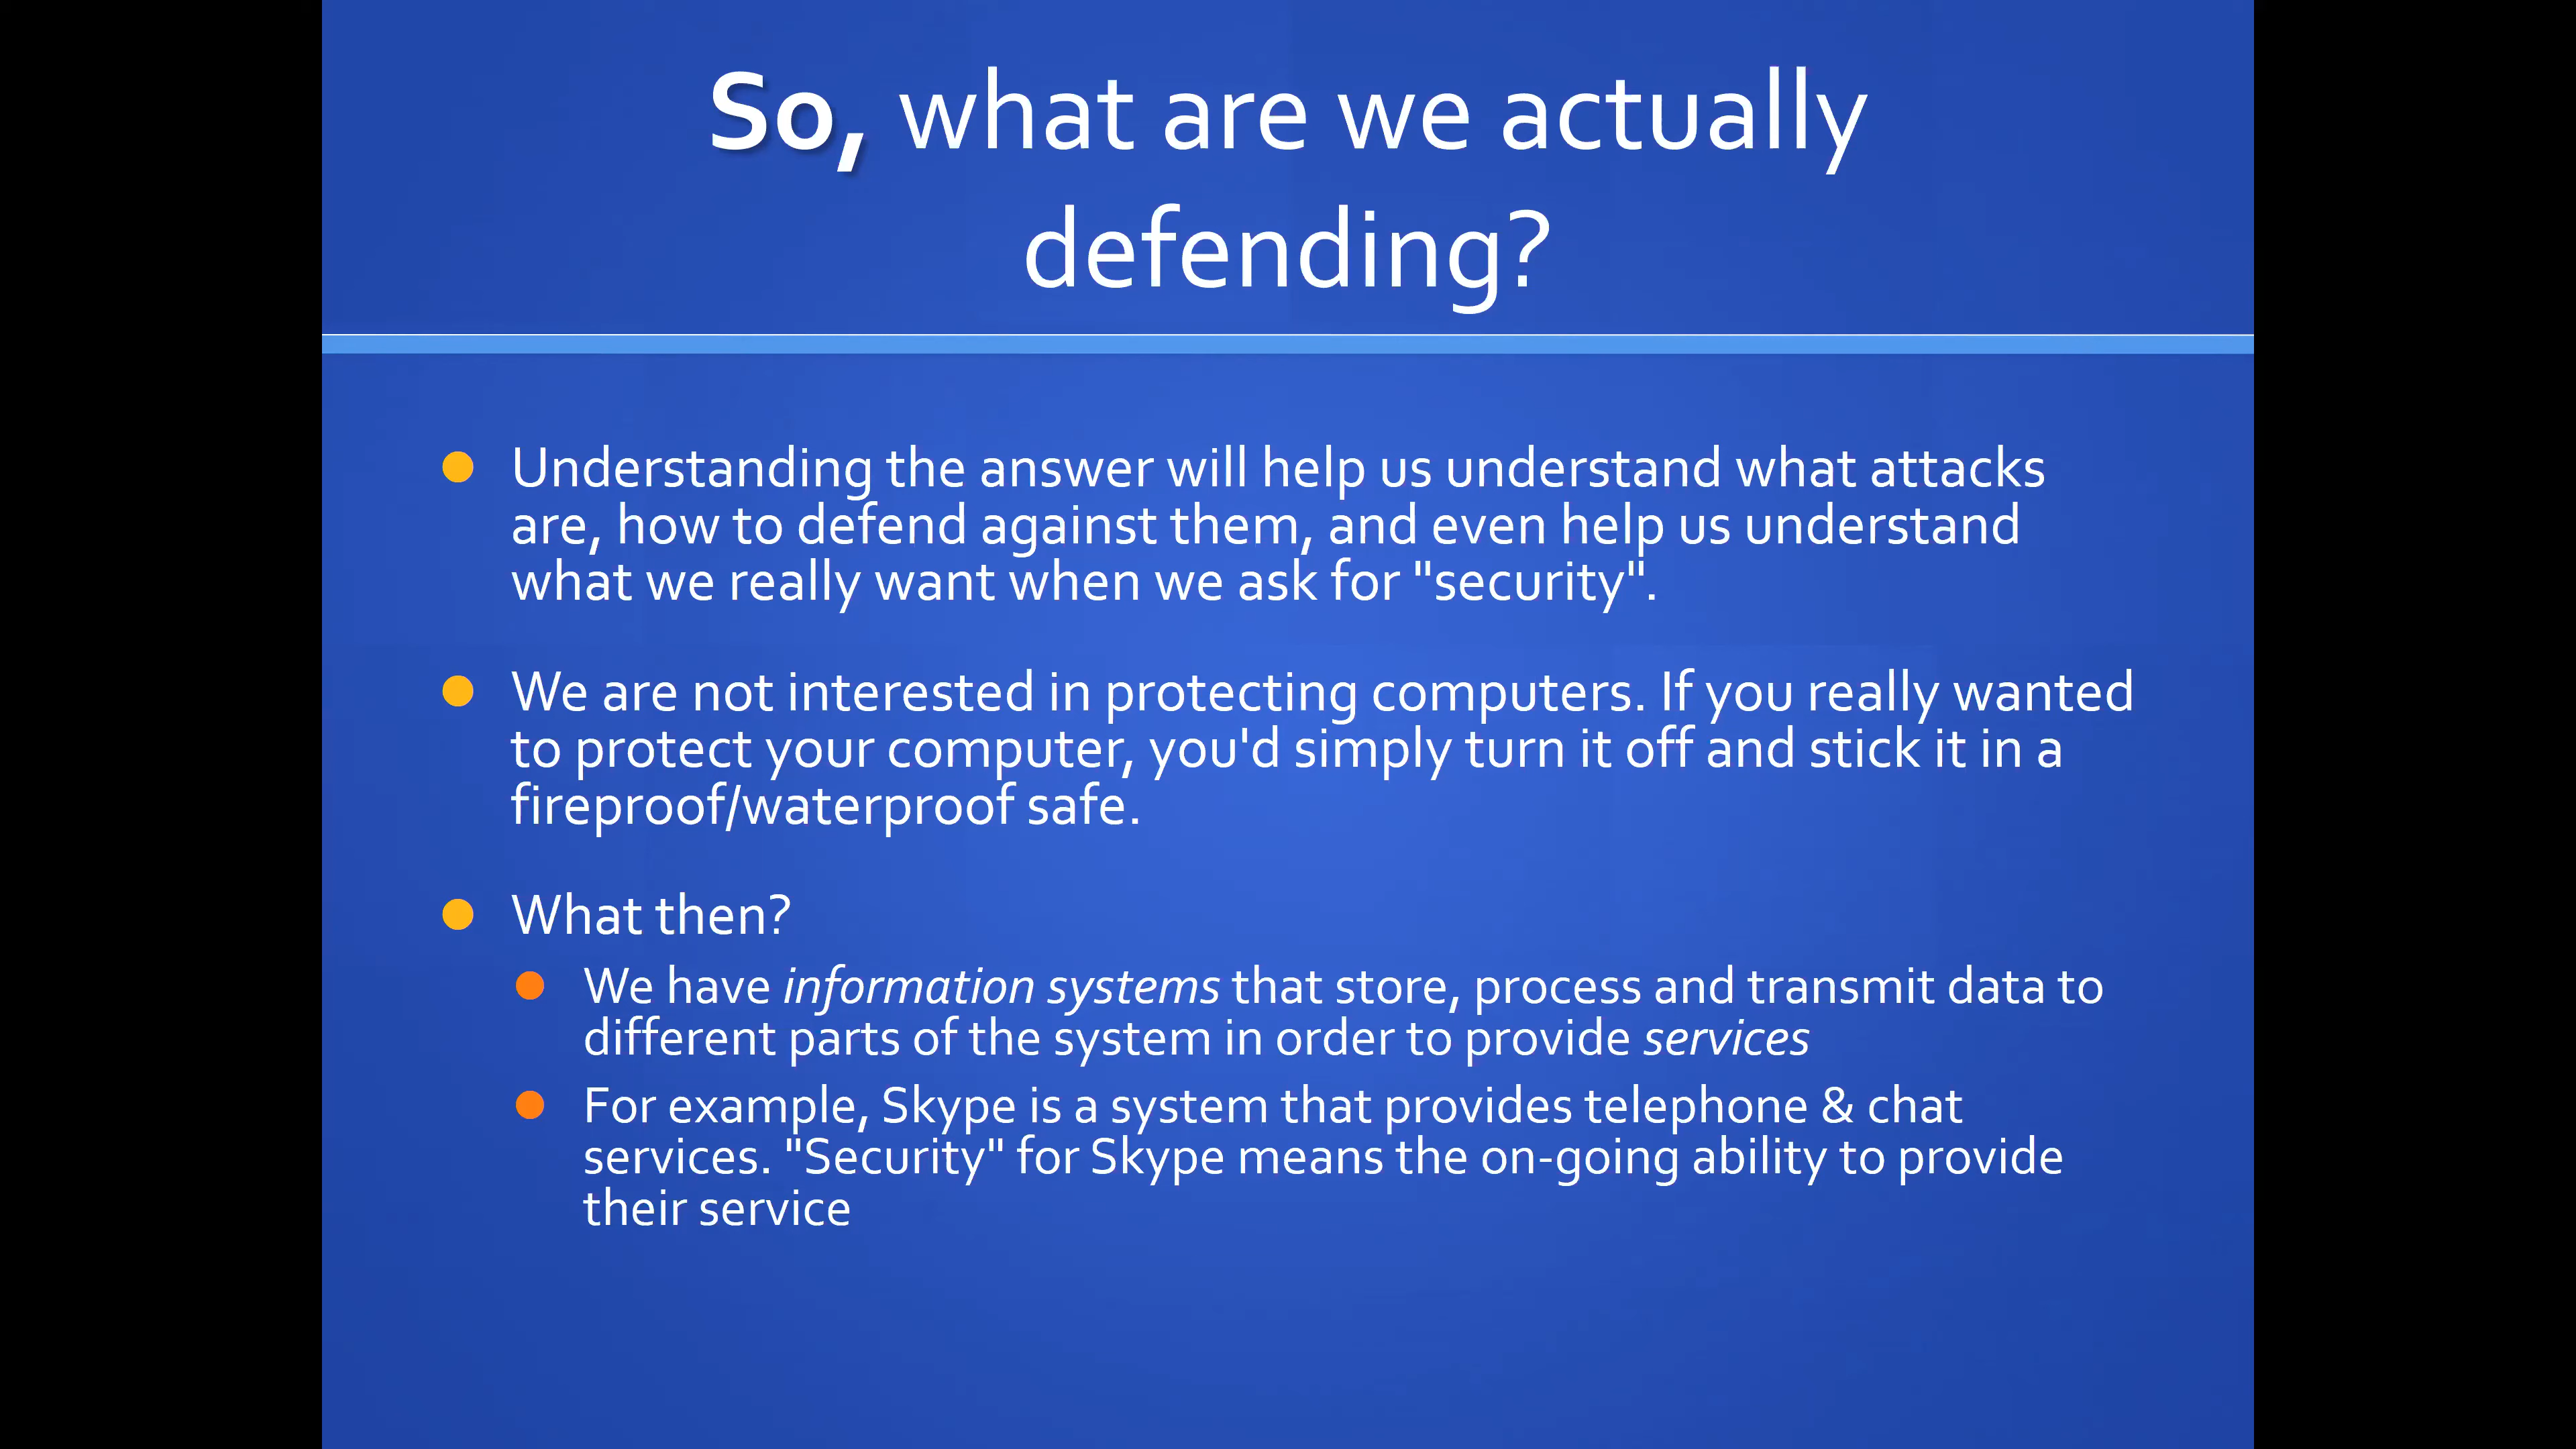 So, what are we actually
defending?
Understanding the answer will help us understand what attacks
are, how to defend against them, and even help us understand
what we really want when we ask for "security".
We are not interested in protecting computers. If you really wanted
to protect your computer, you'd simply turn it off and stick it in a
fireproof/waterproof safe.
What then?
We have information systems that store, process and transmit data to
different parts of the system in order to provide services
For example, Skype is a system that provides telephone & chat
services. "Security" for Skype means the on-going ability to provide
their service